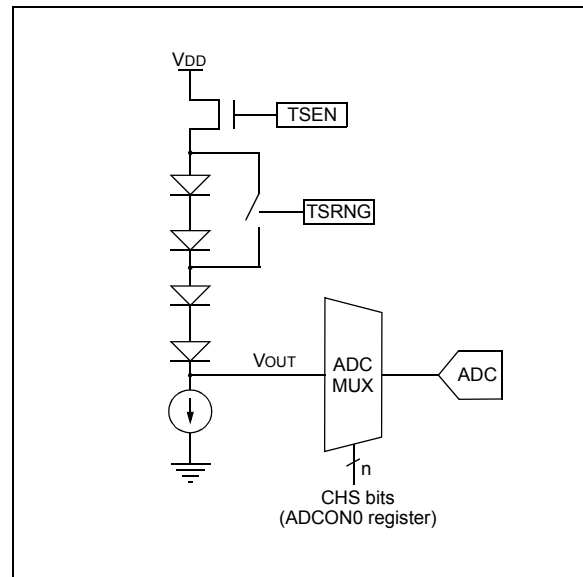 VDD
TSEN
TSRNG
VOUT
ADC
MUX
ADC
n
CHS bits
(ADCON0 register)